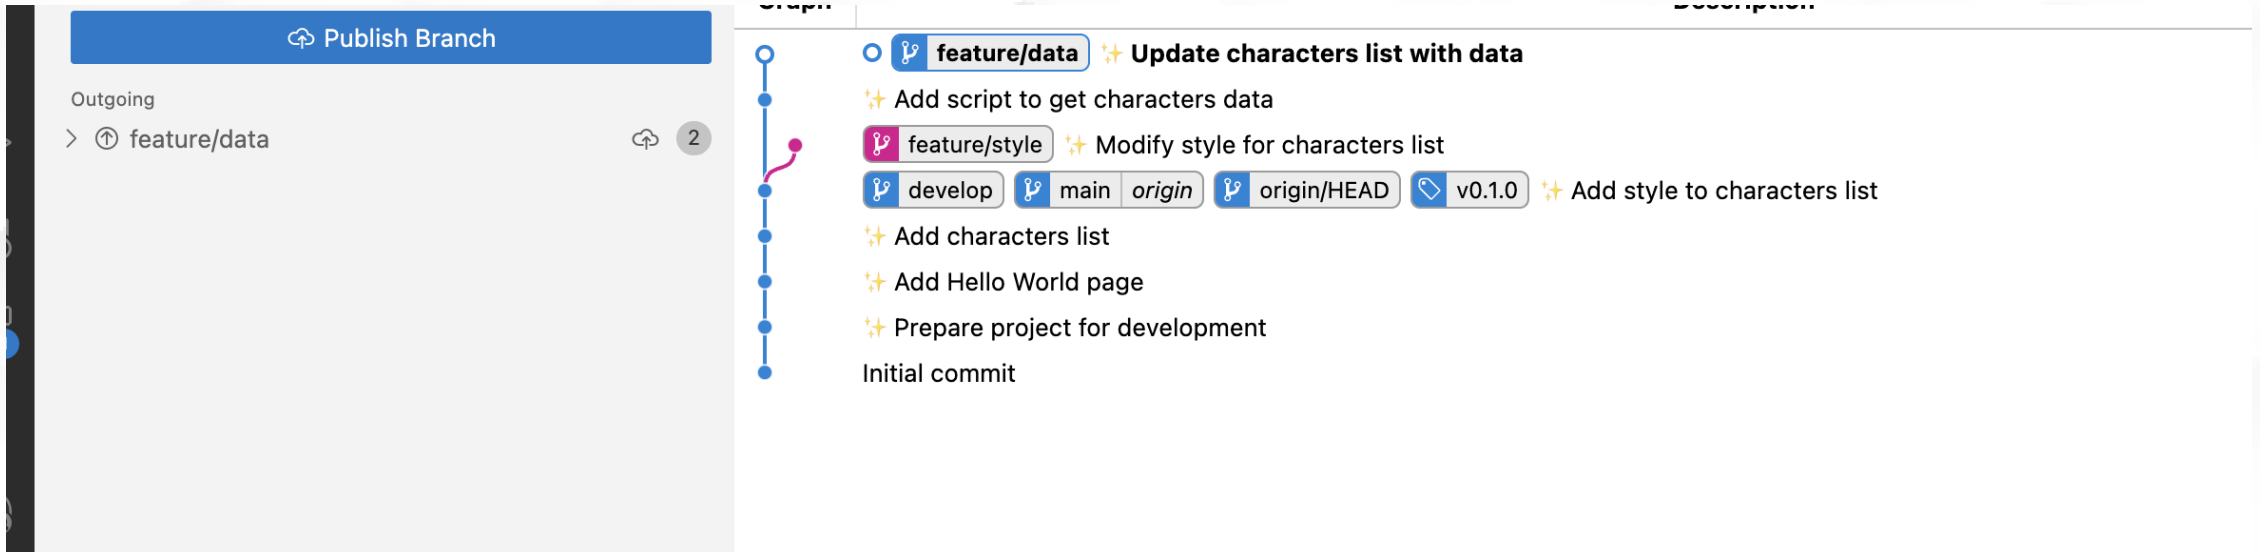 Graph Description
Publish Branch
Outgoing
feature/data 2
feature/data ✨ Update characters list with data
✨ Add script to get characters data
feature/style ✨ Modify style for characters list
develop main origin origin/HEAD v0.1.0 ✨ Add style to characters list
✨ Add characters list
✨ Add Hello World page
✨ Prepare project for development
Initial commit